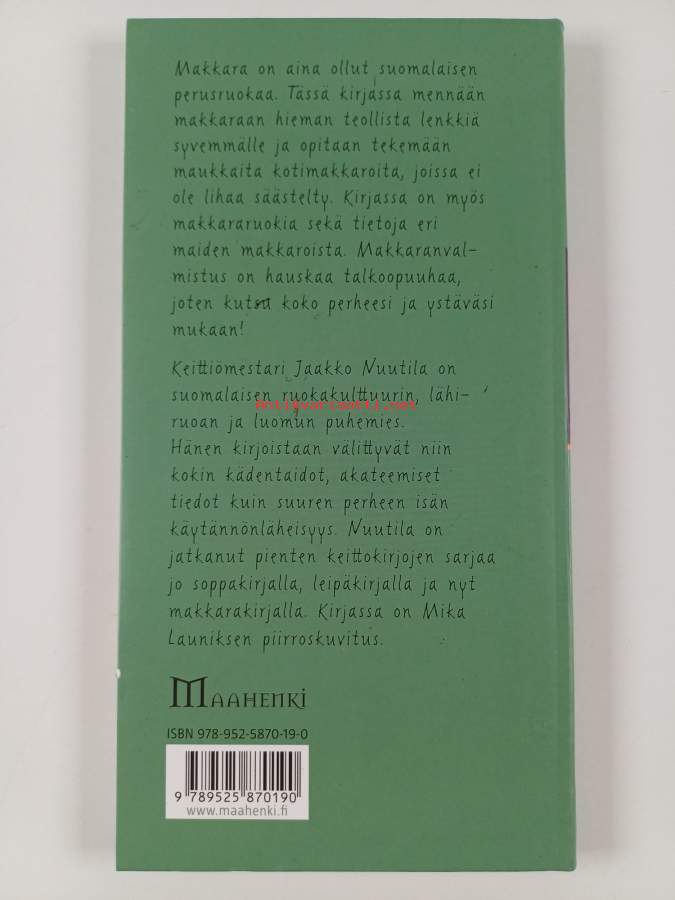 Makkara on aina ollut suomalaisen
perusruokaa. Tässä kirjassa mennään
makkaraan hieman teollista lenkkiä
syvemmälle ja opitaan tekemään
maukkaita kotimakkaroita, joissa ei
ole lihaa säästelty. Kirjassa on myös
makkararuokia sekä tietoja eri
maiden makkaroista. Makkaranval-
mistus on hauskaa talkoopuuhaa,
joten kutsu koko perheesi ja ystäväsi
mukaan!
Keittiömestari Jaakko Nuutila on
suomalaisen ruokakulttuurin, lähi-
Antikvariaatti.net
ruoan ja luomun puhemies.
Hänen kirjoistaan välittyvät niin
kokin kädentaidot, akateemiset
tiedot kuin suuren perheen isän
käytännönläheisyys. Nuutila on
jatkanut pienten keittokirjojen sarjaa
jo soppakirjalla, leipäkirjalla ja nyt
makkarakirjalla. Kirjassa on Mika
Launiksen piirroskuvitus.
MAAHENKI
ISBN 978-952-5870-19-0
9 789525 870190
www.maahenki.fi